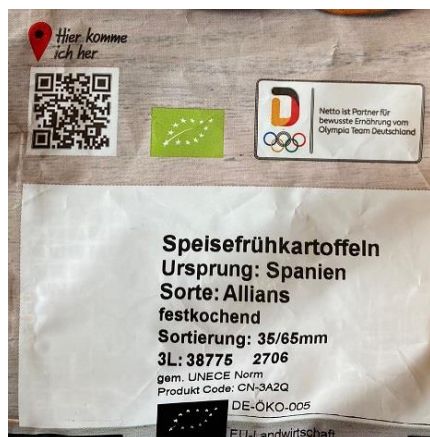 Hier komme
ich her
Netto ist Partner für
bewusste Ernährung vom
Olympia Team Deutschland
Speisefrühkartoffeln
Ursprung: Spanien
Sorte: Allians
festkochend
Sortierung: 35/65mm
3L: 38775 2706
gem. UNECE Norm
Produkt Code: CN-3A2Q
DE-ÖKO-005
EU-Landwirtschaft